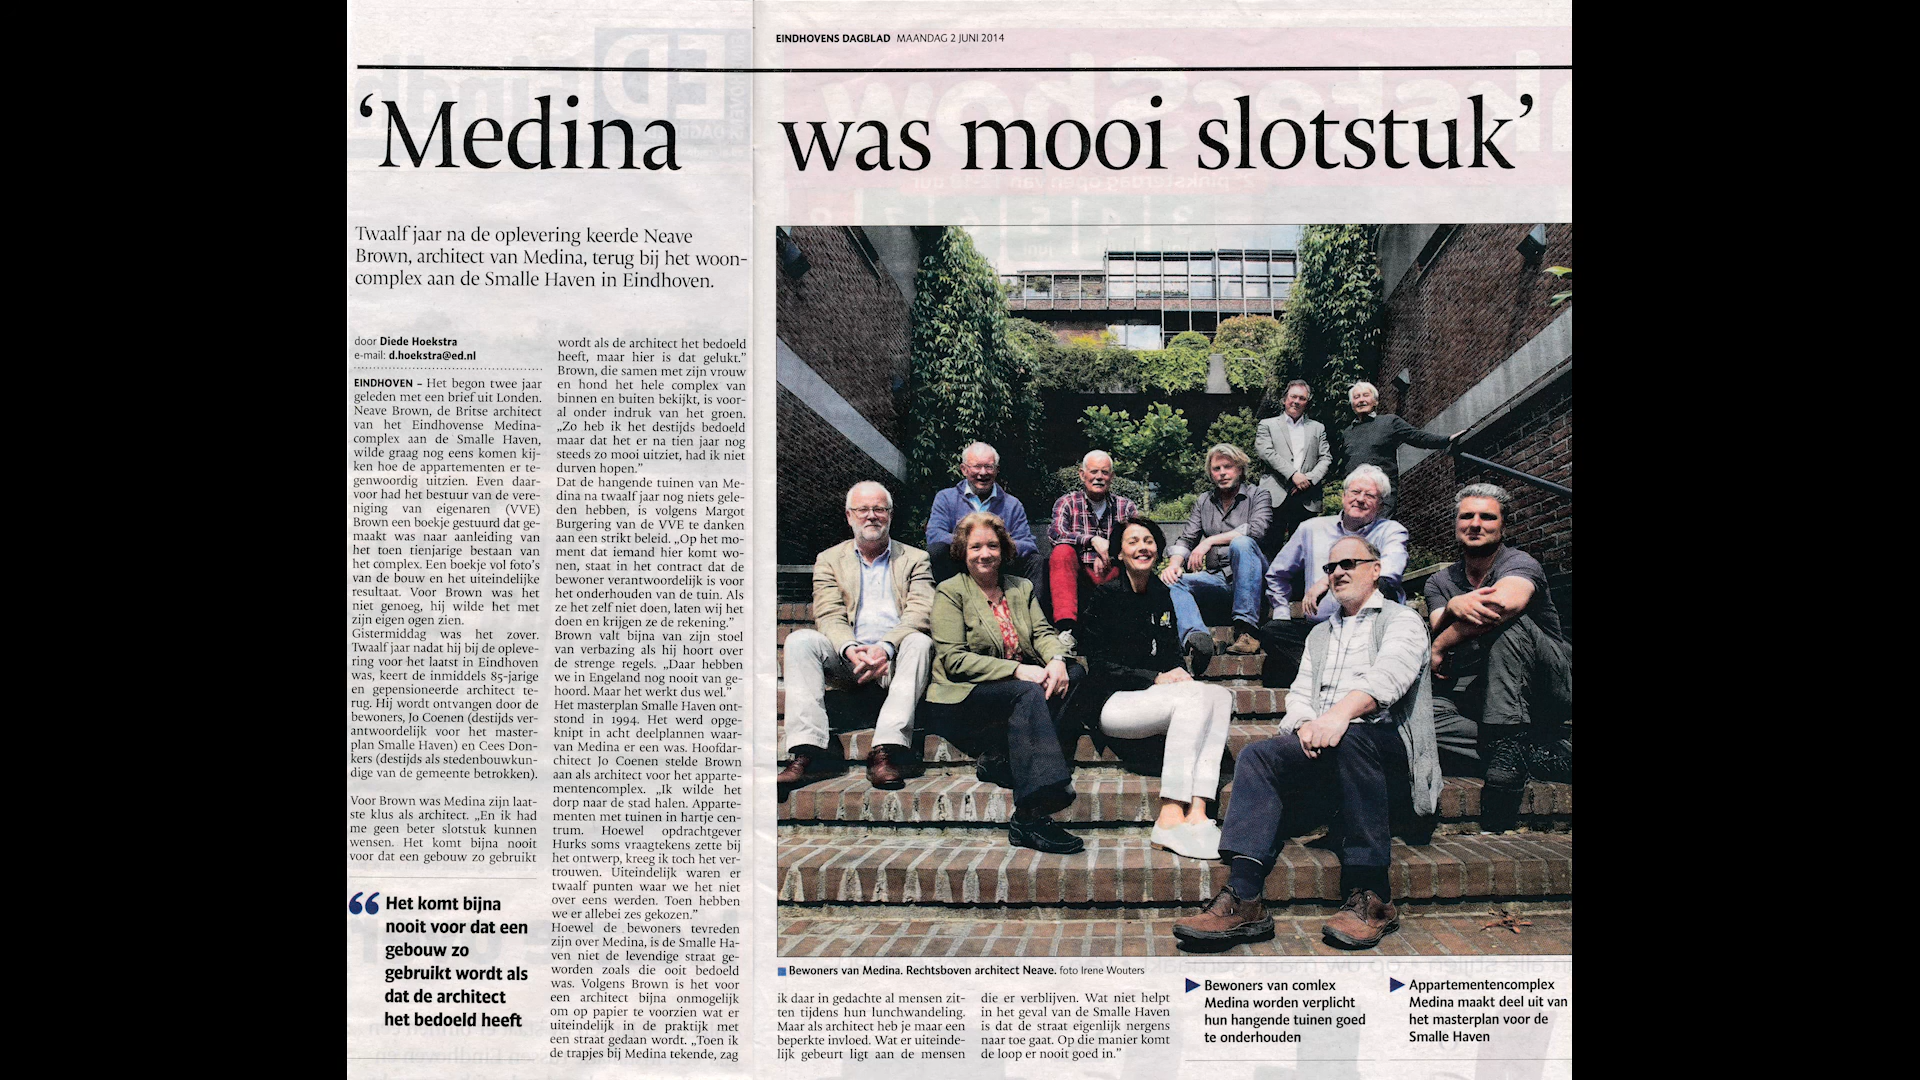 EINDHOVENS DAGBLAD MAANDAG 2 JUNI 2014
‘Medina was mooi slotstuk’
Twaalf jaar na de oplevering keerde Neave
Brown, architect van Medina, terug bij het woon-
complex aan de Smalle Haven in Eindhoven.
door Diede Hoekstra
e-mail: d.hoekstra@ed.nl
EINDHOVEN – Het begon twee jaar
geleden met een brief uit Londen.
Neave Brown, de Britse architect
van het Eindhovense Medina-
complex aan de Smalle Haven,
wilde graag nog eens komen kij-
ken hoe de appartementen er te-
genwoordig uitzien. Even daar-
voor had het bestuur van de vere-
niging van eigenaren (VVE)
Brown een boekje gestuurd dat ge-
maakt was naar aanleiding van
het toen tienjarige bestaan van
het complex. Een boekje vol foto’s
van de bouw en het uiteindelijke
resultaat. Voor Brown was het
niet genoeg, hij wilde het met
zijn eigen ogen zien.
Gistermiddag was het zover.
Twaalf jaar nadat hij bij de opleve-
ring voor het laatst in Eindhoven
was, keert de inmiddels 85-jarige
en gepensioneerde architect te-
rug. Hij wordt ontvangen door de
bewoners, Jo Coenen (destijds ver-
antwoordelijk voor het master-
plan Smalle Haven) en Cees Don-
kers (destijds als stedenbouwkun-
dige van de gemeente betrokken).
Voor Brown was Medina zijn laat-
ste klus als architect. „En ik had
me geen beter slotstuk kunnen
wensen. Het komt bijna nooit
voor dat een gebouw zo gebruikt
“ Het komt bijna
nooit voor dat een
gebouw zo
gebruikt wordt als
dat de architect
het bedoeld heeft
wordt als de architect het bedoeld
heeft, maar hier is dat gelukt.”
Brown, die samen met zijn vrouw
en hond het hele complex van
binnen en buiten bekijkt, is voor-
al onder indruk van het groen.
„Zo heb ik het destijds bedoeld
maar dat het er na tien jaar nog
steeds zo mooi uitziet, had ik niet
durven hopen.”
Dat de hangende tuinen van Me-
dina na twaalf jaar nog niets gele-
den hebben, is volgens Margot
Burgering van de VVE te danken
aan een strikt beleid. „Op het mo-
ment dat iemand hier komt wo-
nen, staat in het contract dat de
bewoner verantwoordelijk is voor
het onderhouden van de tuin. Als
ze het zelf niet doen, laten wij het
doen en krijgen ze de rekening.”
Brown valt bijna van zijn stoel
van verbazing als hij hoort over
de strenge regels. „Daar hebben
we in Engeland nog nooit van ge-
hoord. Maar het werkt dus wel.”
Het masterplan Smalle Haven ont-
stond in 1994. Het werd opge-
knipt in acht deelplannen waar-
van Medina er een was. Hoofdar-
chitect Jo Coenen stelde Brown
aan als architect voor het apparte-
mentencomplex. „Ik wilde het
dorp naar de stad halen. Apparte-
menten met tuinen in hartje cen-
trum. Hoewel opdrachtgever
Hurks soms vraagtekens zette bij
het ontwerp, kreeg ik toch het ver-
trouwen. Uiteindelijk waren er
twaalf punten waar we het niet
over eens werden. Toen hebben
we er allebei zes gekozen.”
Hoewel de bewoners tevreden
zijn over Medina, is de Smalle Ha-
ven niet de levendige straat ge-
worden zoals die ooit bedoeld
was. Volgens Brown is het voor
een architect bijna onmogelijk
om op papier te voorzien wat er
uiteindelijk in de praktijk met
een straat gedaan wordt. „Toen ik
de trapjes bij Medina tekende, zag
Bewoners van Medina. Rechtsboven architect Neave. foto Irene Wouters
ik daar in gedachte al mensen zit-
ten tijdens hun lunchwandeling.
Maar als architect heb je maar een
beperkte invloed. Wat er uiteinde-
lijk gebeurt ligt aan de mensen
die er verblijven. Wat niet helpt
in het geval van de Smalle Haven
is dat de straat eigenlijk nergens
naar toe gaat. Op die manier komt
de loop er nooit goed in.”
Bewoners van comlex
Medina worden verplicht
hun hangende tuinen goed
te onderhouden
Appartementencomplex
Medina maakt deel uit van
het masterplan voor de
Smalle Haven